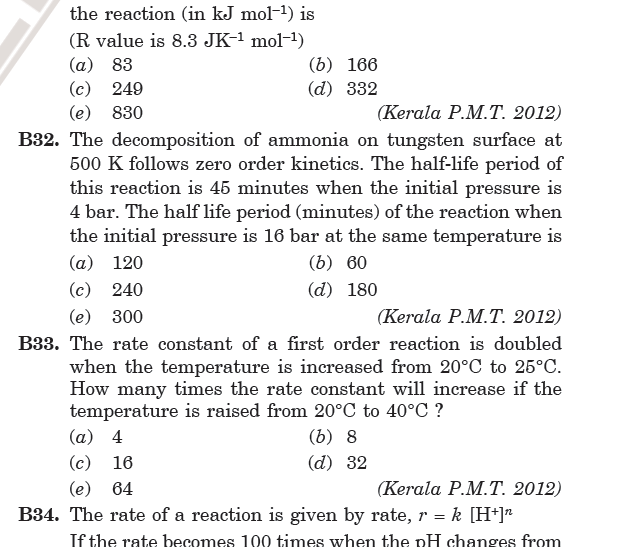 the reaction (in kJ mol⁻¹) is
(R value is 8.3 JK⁻¹ mol⁻¹)
(a) 83 (b) 166
(c) 249 (d) 332
(e) 830 (Kerala P.M.T. 2012)
B32. The decomposition of ammonia on tungsten surface at
500 K follows zero order kinetics. The half-life period of
this reaction is 45 minutes when the initial pressure is
4 bar. The half life period (minutes) of the reaction when
the initial pressure is 16 bar at the same temperature is
(a) 120 (b) 60
(c) 240 (d) 180
(e) 300 (Kerala P.M.T. 2012)
B33. The rate constant of a first order reaction is doubled
when the temperature is increased from 20°C to 25°C.
How many times the rate constant will increase if the
temperature is raised from 20°C to 40°C ?
(a) 4 (b) 8
(c) 16 (d) 32
(e) 64 (Kerala P.M.T. 2012)
B34. The rate of a reaction is given by rate, r = k [H⁺]ⁿ
If the rate becomes 100 times when the pH changes from